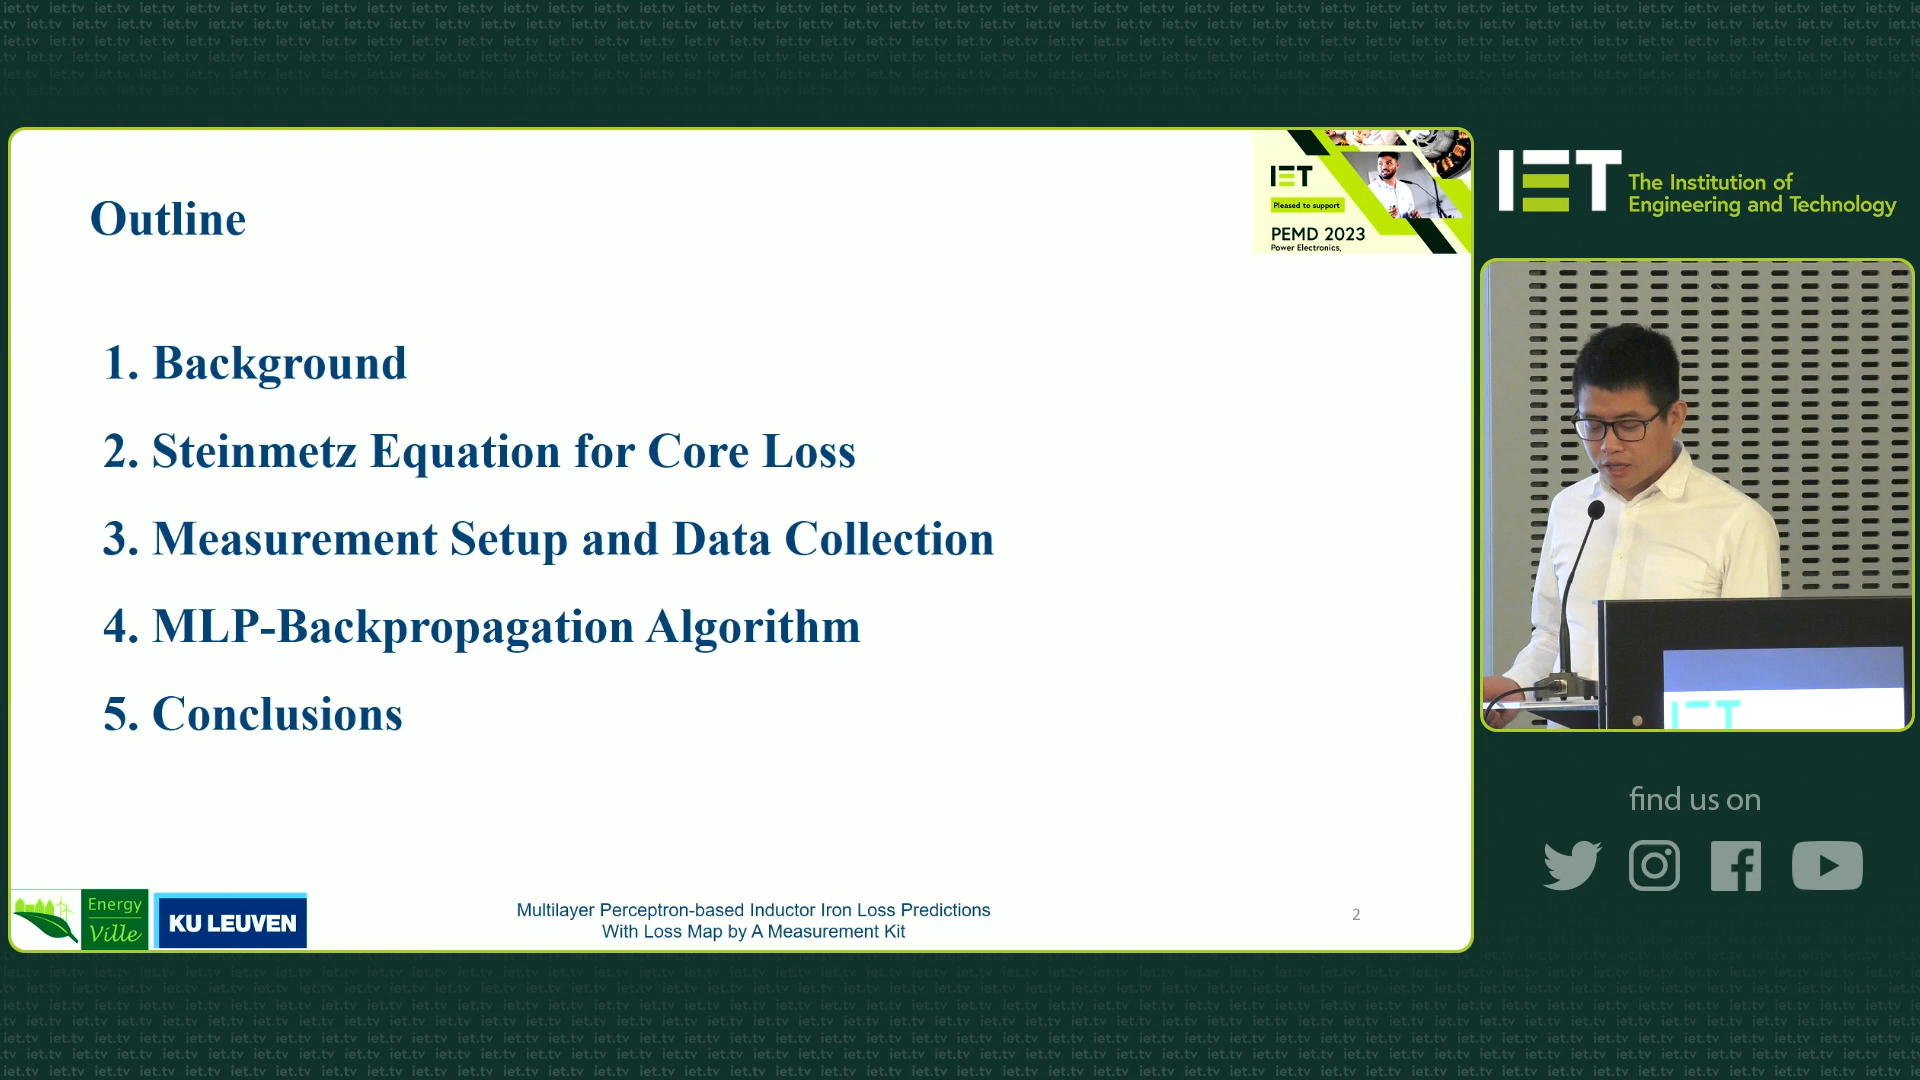 Outline
1. Background
2. Steinmetz Equation for Core Loss
3. Measurement Setup and Data Collection
4. MLP-Backpropagation Algorithm
5. Conclusions
IET
Pleased to support
PEMD 2023
Power Electronics,
Energy
Ville
KU LEUVEN
Multilayer Perceptron-based Inductor Iron Loss Predictions
With Loss Map by A Measurement Kit
2
IET
The Institution of
Engineering and Technology
IET
find us on
iet.tv